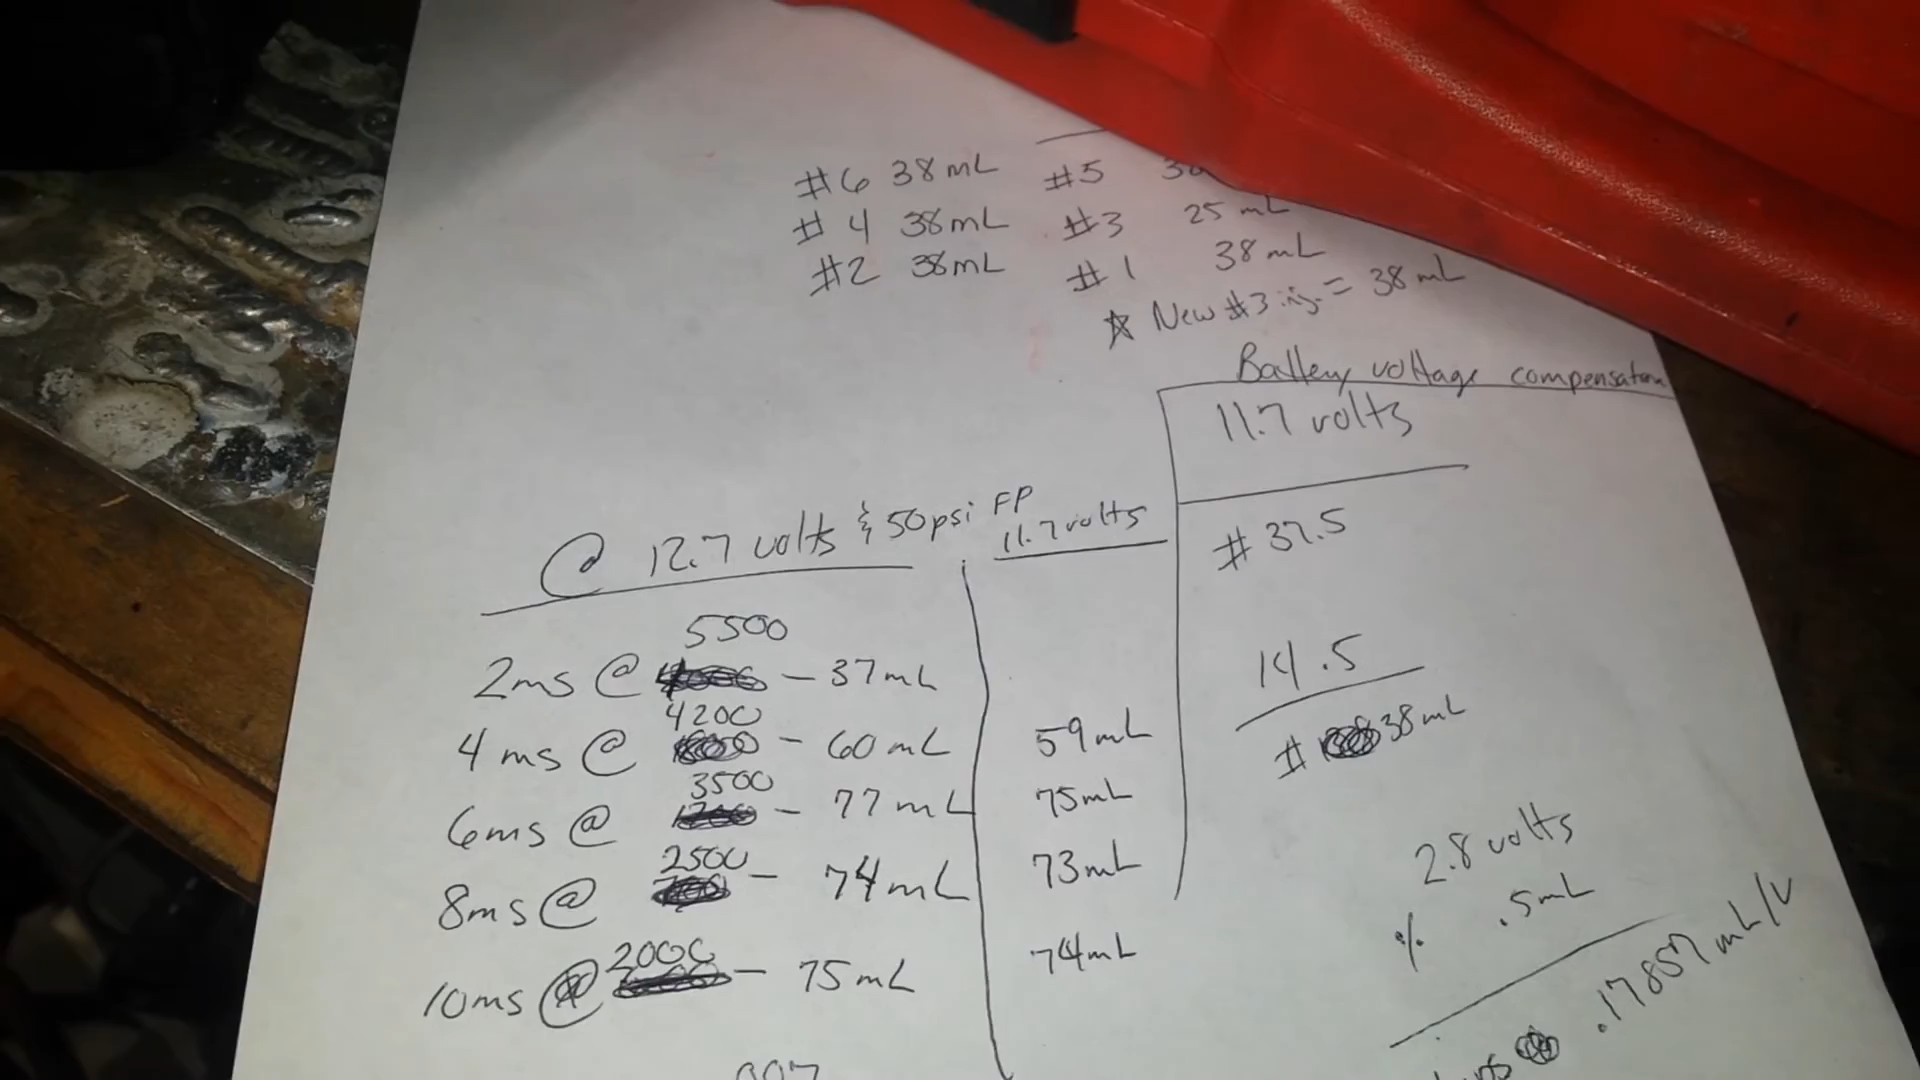 #6 38mL #5
#4 38mL #3 25 mL
#2 38mL #1 38mL
☆ New #3 inj. = 38mL
Battery voltage compensation
11.7 volts
# 37.5
14.5
# 38mL
2.8 volts
.5mL
.17857 mL/V
@ 12.7 volts & 50psi FP
11.7 volts
5500
2ms @ - 37mL
4200
4ms @ - 60mL 59mL
3500
6ms @ - 77mL 75mL
2500
8ms @ - 74mL 73mL
2000
10ms @ - 75mL 74mL